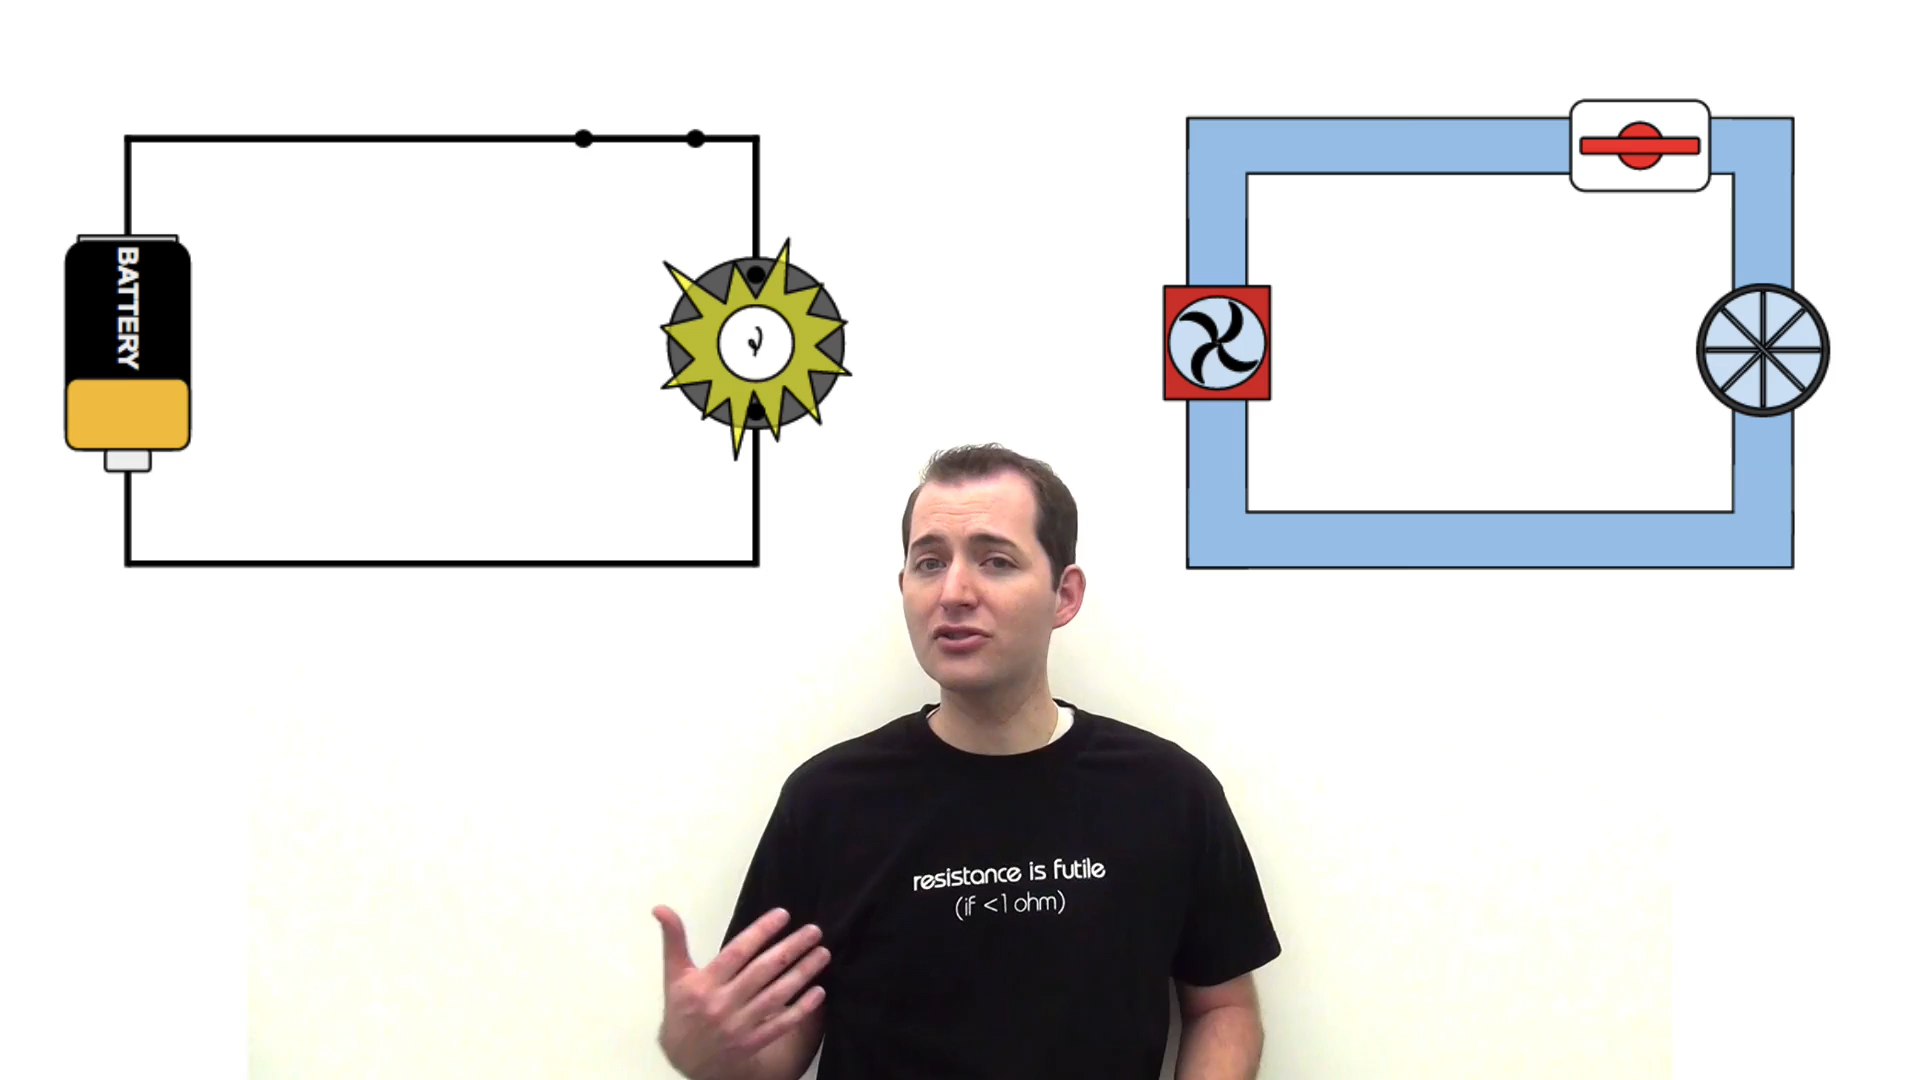 BATTERY
resistance is futile
(if <1 ohm)